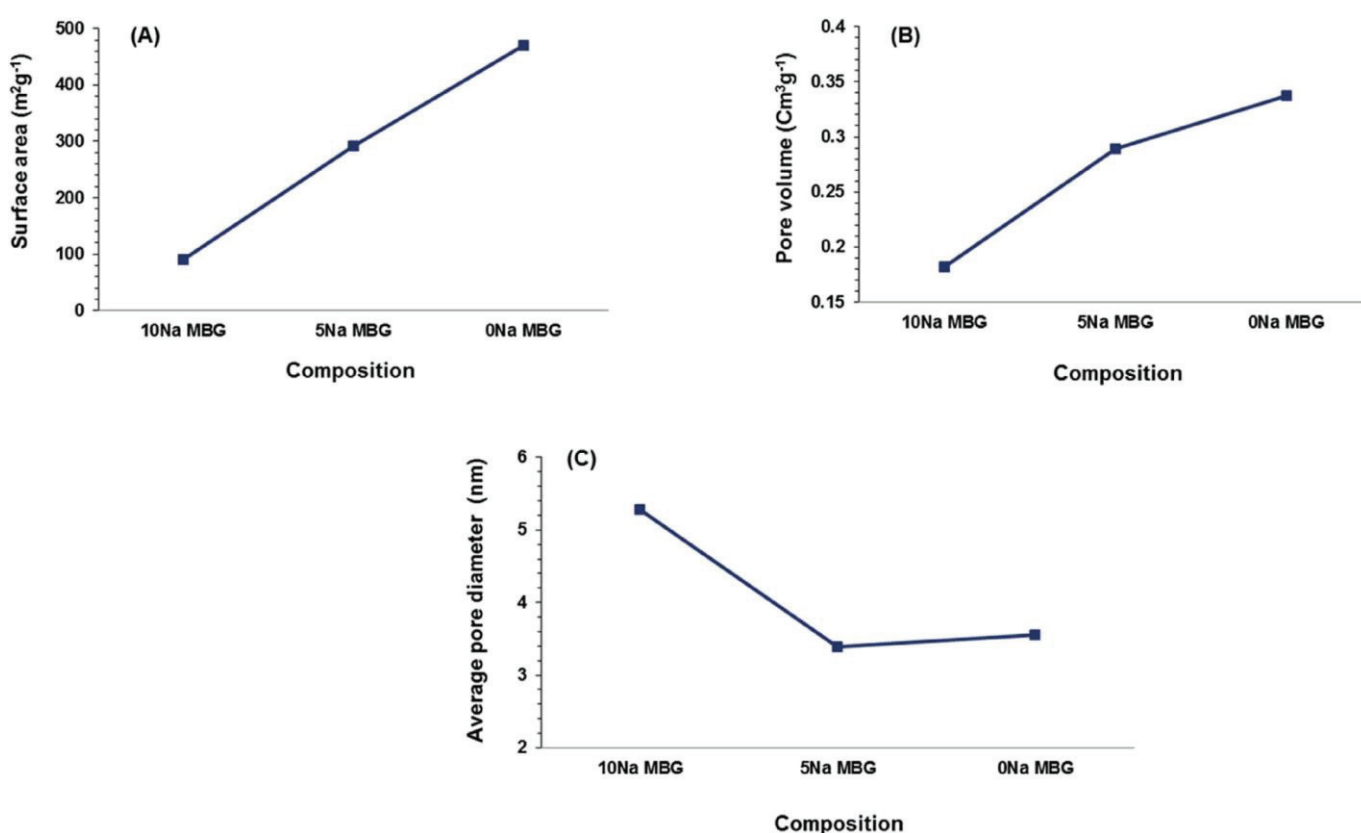 (A)
Surface area (m²g⁻¹)
500
400
300
200
100
0
10Na MBG 5Na MBG 0Na MBG
Composition
(B)
Pore volume (Cm³g⁻¹)
0.4
0.35
0.3
0.25
0.2
0.15
10Na MBG 5Na MBG 0Na MBG
Composition
(C)
Average pore diameter (nm)
6
5
4
3
2
10Na MBG 5Na MBG 0Na MBG
Composition